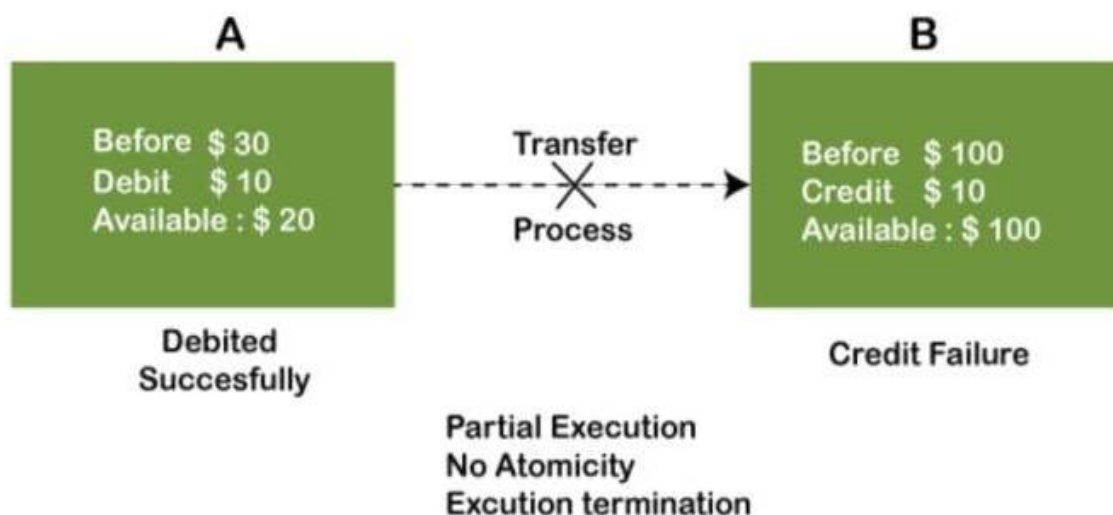 A
Before $ 30
Debit $ 10
Available : $ 20
Debited
Succesfully
Transfer
Process
B
Before $ 100
Credit $ 10
Available : $ 100
Credit Failure
Partial Execution
No Atomicity
Excution termination